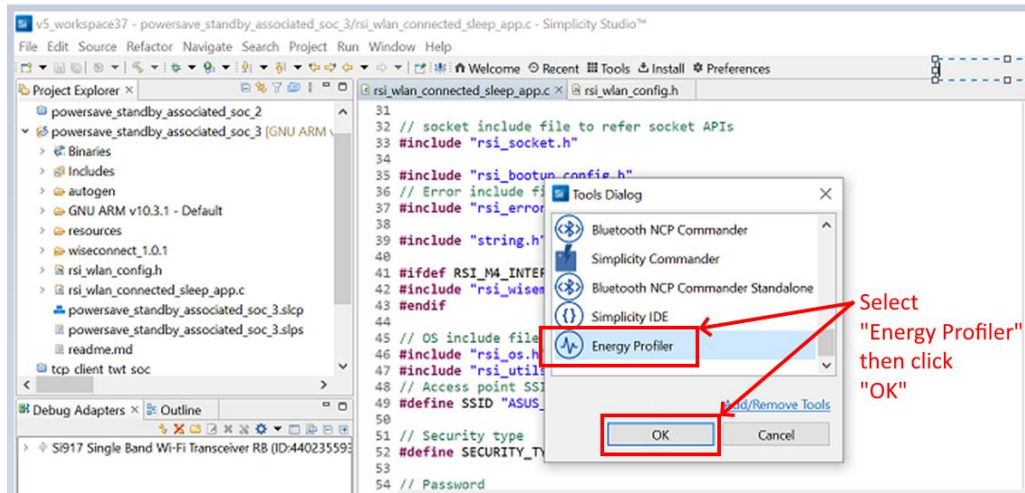 v5_workspace37 - powersave_standby_associated_soc_3/rsi_wlan_connected_sleep_app.c - Simplicity Studio™
File Edit Source Refactor Navigate Search Project Run Window Help
Welcome Recent Tools Install Preferences
Project Explorer
powersave_standby_associated_soc_2
powersave_standby_associated_soc_3 [GNU ARM
Binaries
Includes
autogen
GNU ARM v10.3.1 - Default
resources
wiseconnect_1.0.1
rsi_wlan_config.h
rsi_wlan_connected_sleep_app.c
powersave_standby_associated_soc_3.slcp
powersave_standby_associated_soc_3.slps
readme.md
tcp_client_twt_soc
Debug Adapters Outline
Si917 Single Band Wi-Fi Transceiver RB (ID:440235593
rsi_wlan_connected_sleep_app.c rsi_wlan_config.h
31
32 // socket include file to refer socket APIs
33 #include "rsi_socket.h"
34
35 #include "rsi_bootup_config.h"
36 // Error include fi
37 #include "rsi_error
38
39 #include "string.h"
40
41 #ifdef RSI_M4_INTER
42 #include "rsi_wisem
43 #endif
44
45 // OS include file
46 #include "rsi_os.h"
47 #include "rsi_utils
48 // Access point SSI
49 #define SSID "ASUS_
50
51 // Security type
52 #define SECURITY_TY
53
54 // Password
Si Tools Dialog
Bluetooth NCP Commander
Simplicity Commander
Bluetooth NCP Commander Standalone
Simplicity IDE
Energy Profiler
Add/Remove Tools
OK Cancel
Select
"Energy Profiler"
then click
"OK"